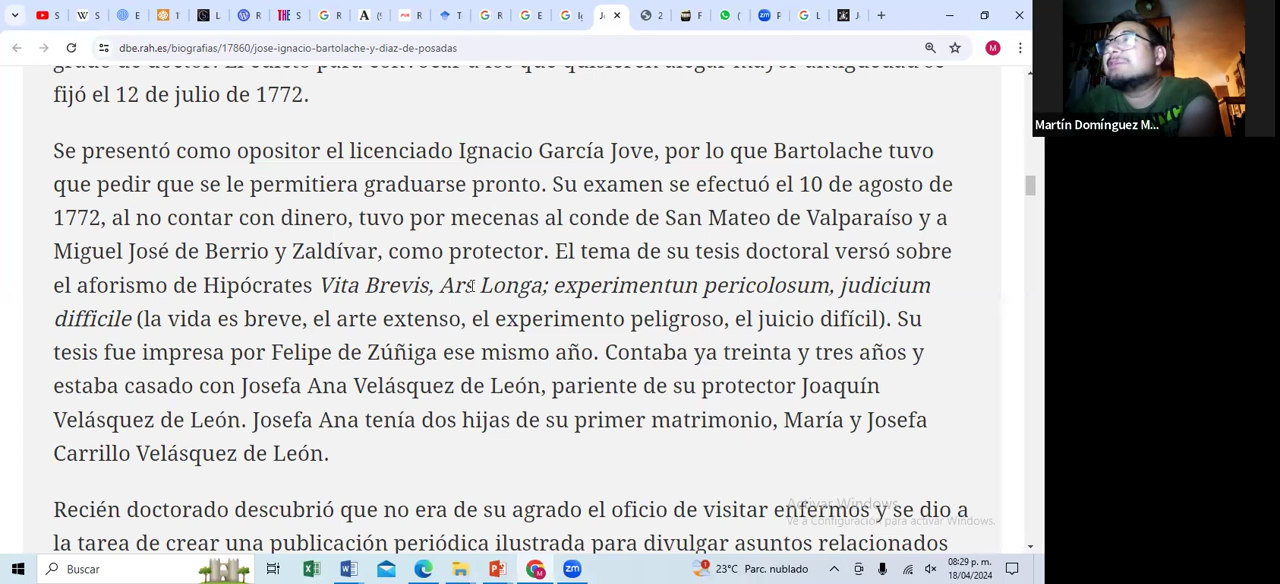 S
W S
E
1
L
R
THE S
R
A
R
T
R
E
J
2
F
(
P
L
J
dbe.rah.es/biografias/17860/jose-ignacio-bartolache-y-diaz-de-posadas
M
Martín Domínguez M...
fijó el 12 de julio de 1772.
Se presentó como opositor el licenciado Ignacio García Jove, por lo que Bartolache tuvo
que pedir que se le permitiera graduarse pronto. Su examen se efectuó el 10 de agosto de
1772, al no contar con dinero, tuvo por mecenas al conde de San Mateo de Valparaíso y a
Miguel José de Berrio y Zaldívar, como protector. El tema de su tesis doctoral versó sobre
el aforismo de Hipócrates Vita Brevis, Ars Longa; experimentun pericolosum, judicium
difficile (la vida es breve, el arte extenso, el experimento peligroso, el juicio difícil). Su
tesis fue impresa por Felipe de Zúñiga ese mismo año. Contaba ya treinta y tres años y
estaba casado con Josefa Ana Velásquez de León, pariente de su protector Joaquín
Velásquez de León. Josefa Ana tenía dos hijas de su primer matrimonio, María y Josefa
Carrillo Velásquez de León.
Activar Windows
Recién doctorado descubrió que no era de su agrado el oficio de visitar enfermos y se dio a
Ve a Configuración para activar Windows.
la tarea de crear una publicación periódica ilustrada para divulgar asuntos relacionados
Buscar
23°C Parc. nublado
08:29 p. m.
18/04/2024